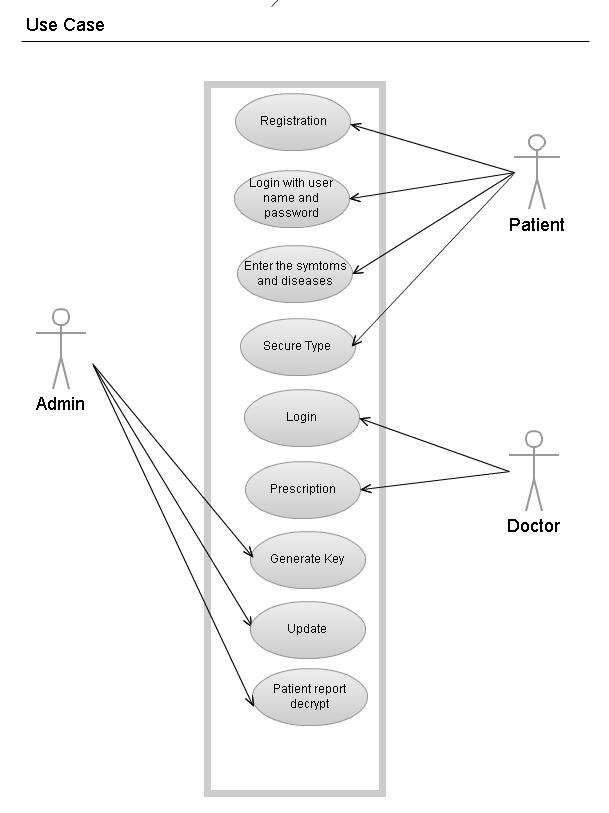 Use Case
Registration
Login with user
name and
password
Patient
Enter the symtoms
and diseases
Secure Type
Admin
Login
Prescription
Doctor
Generate Key
Update
Patient report
decrypt